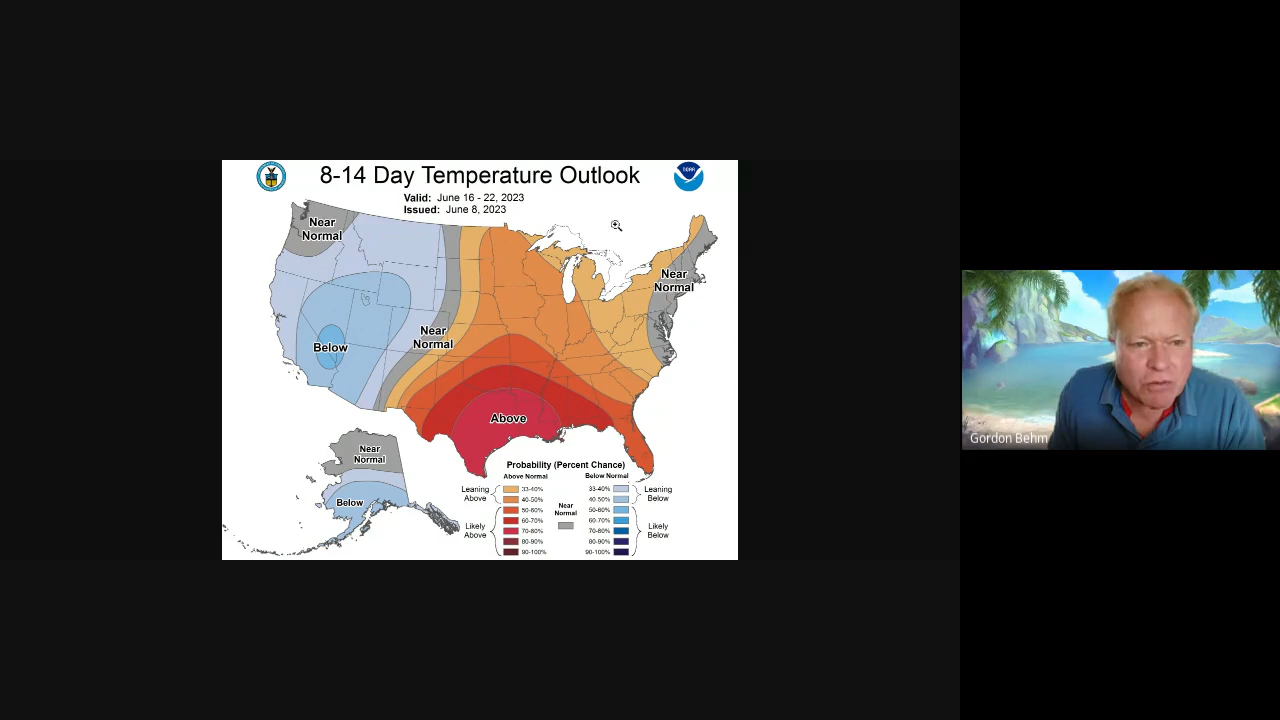 8-14 Day Temperature Outlook
NOAA
Valid: June 16 - 22, 2023
Issued: June 8, 2023
Near
Normal
Near
Normal
Near
Normal
Below
Above
Near
Normal
Below
Probability (Percent Chance)
Above Normal
Below Normal
Leaning
Above
33-40%
40-50%
Likely
Above
50-60%
60-70%
70-80%
80-90%
90-100%
Near
Normal
33-40%
40-50%
Leaning
Below
50-60%
60-70%
70-80%
80-90%
90-100%
Likely
Below
Gordon Behm